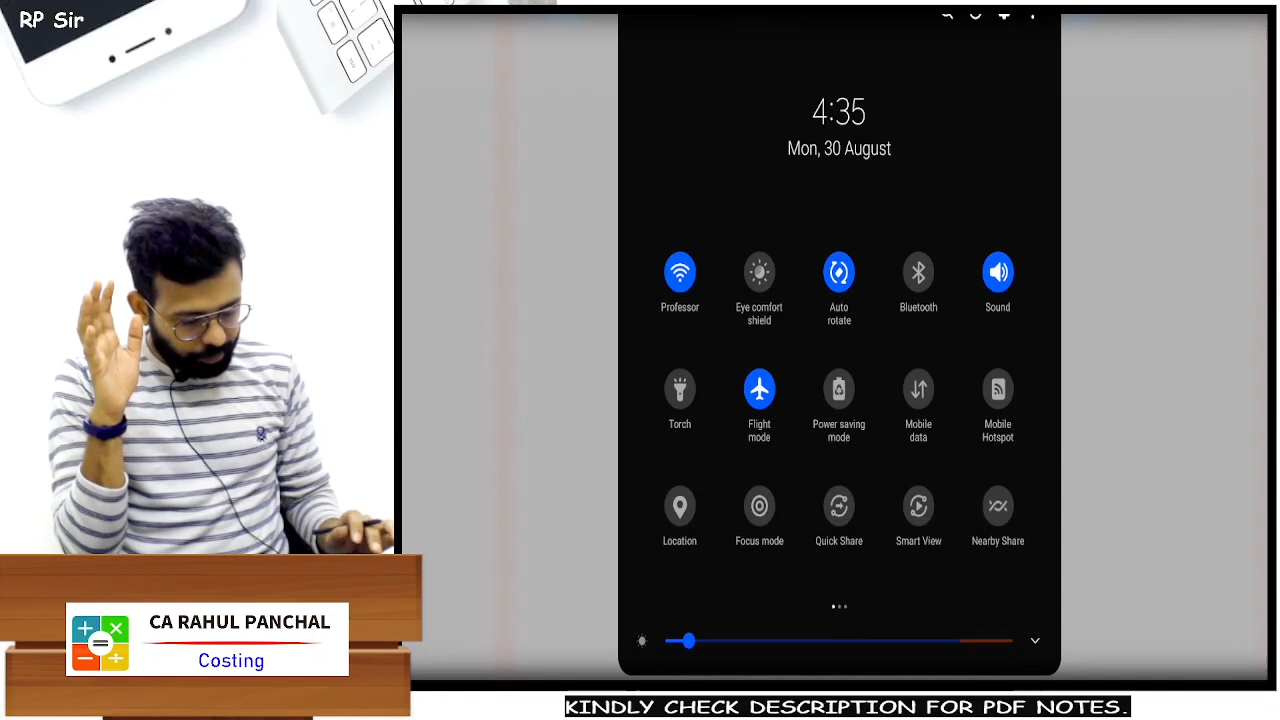 RP Sir
4:35
Mon, 30 August
Professor
Eye comfort
shield
Auto
rotate
Bluetooth
Sound
Torch
Flight
mode
Power saving
mode
Mobile
data
Mobile
Hotspot
Location
Focus mode
Quick Share
Smart View
Nearby Share
CA RAHUL PANCHAL
Costing
KINDLY CHECK DESCRIPTION FOR PDF NOTES.